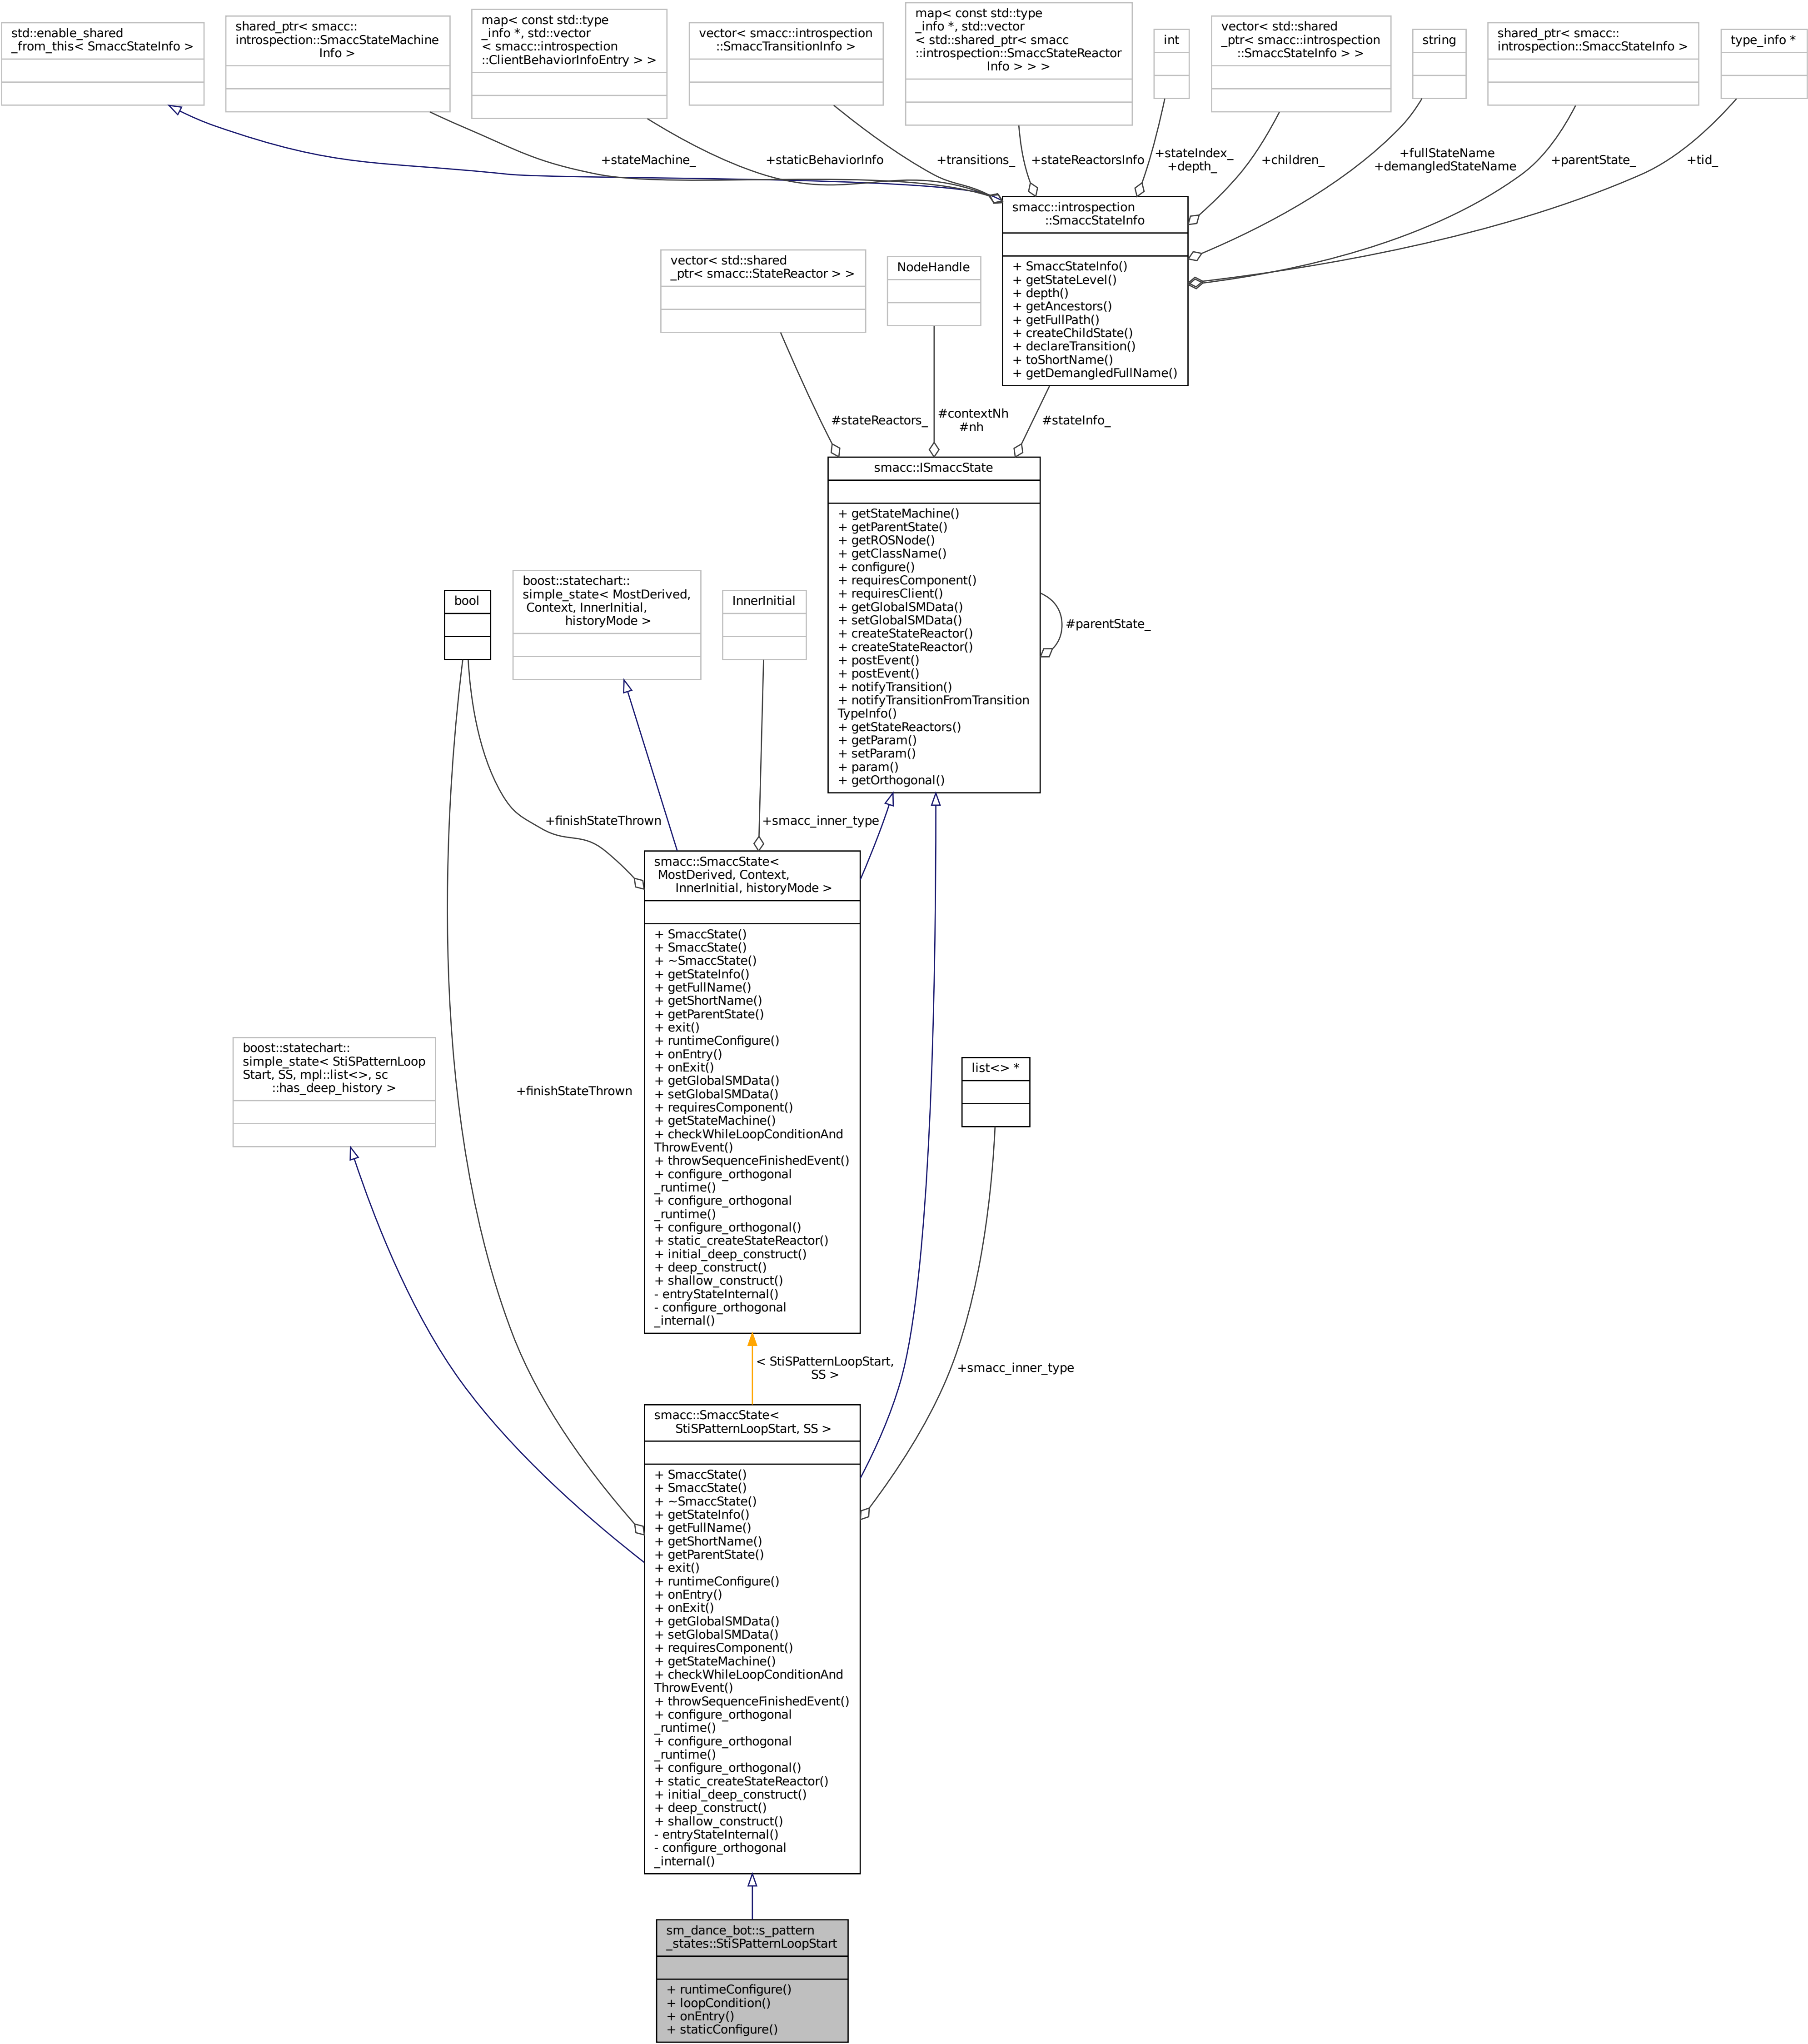 std::enable_shared
_from_this< SmaccStateInfo >
shared_ptr< smacc::
introspection::SmaccStateMachine
Info >
map< const std::type
_info *, std::vector
< smacc::introspection
::ClientBehaviorInfoEntry > >
vector< smacc::introspection
::SmaccTransitionInfo >
map< const std::type
_info *, std::vector
< std::shared_ptr< smacc
::introspection::SmaccStateReactor
Info > > >
int
vector< std::shared
_ptr< smacc::introspection
::SmaccStateInfo > >
string
shared_ptr< smacc::
introspection::SmaccStateInfo >
type_info *
+stateMachine_
+staticBehaviorInfo
+transitions_
+stateReactorsInfo
+stateIndex_
+depth_
+children_
+fullStateName
+demangledStateName
+parentState_
+tid_
smacc::introspection
::SmaccStateInfo
+ SmaccStateInfo()
+ getStateLevel()
+ depth()
+ getAncestors()
+ getFullPath()
+ createChildState()
+ declareTransition()
+ toShortName()
+ getDemangledFullName()
vector< std::shared
_ptr< smacc::StateReactor > >
NodeHandle
#stateReactors_
#contextNh
#nh
#stateInfo_
smacc::ISmaccState
+ getStateMachine()
+ getParentState()
+ getROSNode()
+ getClassName()
+ configure()
+ requiresComponent()
+ requiresClient()
+ getGlobalSMData()
+ setGlobalSMData()
+ createStateReactor()
+ createStateReactor()
+ postEvent()
+ postEvent()
+ notifyTransition()
+ notifyTransitionFromTransition
TypeInfo()
+ getStateReactors()
+ getParam()
+ setParam()
+ param()
+ getOrthogonal()
#parentState_
bool
boost::statechart::
simple_state< MostDerived,
Context, InnerInitial,
historyMode >
InnerInitial
+finishStateThrown
+smacc_inner_type
smacc::SmaccState<
MostDerived, Context,
InnerInitial, historyMode >
+ SmaccState()
+ SmaccState()
+ ~SmaccState()
+ getStateInfo()
+ getFullName()
+ getShortName()
+ getParentState()
+ exit()
+ runtimeConfigure()
+ onEntry()
+ onExit()
+ getGlobalSMData()
+ setGlobalSMData()
+ requiresComponent()
+ getStateMachine()
+ checkWhileLoopConditionAnd
ThrowEvent()
+ throwSequenceFinishedEvent()
+ configure_orthogonal
_runtime()
+ configure_orthogonal
_runtime()
+ configure_orthogonal()
+ static_createStateReactor()
+ initial_deep_construct()
+ deep_construct()
+ shallow_construct()
- entryStateInternal()
- configure_orthogonal
_internal()
boost::statechart::
simple_state< StiSPatternLoop
Start, SS, mpl::list<>, sc
::has_deep_history >
+finishStateThrown
list<> *
< StiSPatternLoopStart,
SS >
+smacc_inner_type
smacc::SmaccState<
StiSPatternLoopStart, SS >
+ SmaccState()
+ SmaccState()
+ ~SmaccState()
+ getStateInfo()
+ getFullName()
+ getShortName()
+ getParentState()
+ exit()
+ runtimeConfigure()
+ onEntry()
+ onExit()
+ getGlobalSMData()
+ setGlobalSMData()
+ requiresComponent()
+ getStateMachine()
+ checkWhileLoopConditionAnd
ThrowEvent()
+ throwSequenceFinishedEvent()
+ configure_orthogonal
_runtime()
+ configure_orthogonal
_runtime()
+ configure_orthogonal()
+ static_createStateReactor()
+ initial_deep_construct()
+ deep_construct()
+ shallow_construct()
- entryStateInternal()
- configure_orthogonal
_internal()
sm_dance_bot::s_pattern
_states::StiSPatternLoopStart
+ runtimeConfigure()
+ loopCondition()
+ onEntry()
+ staticConfigure()